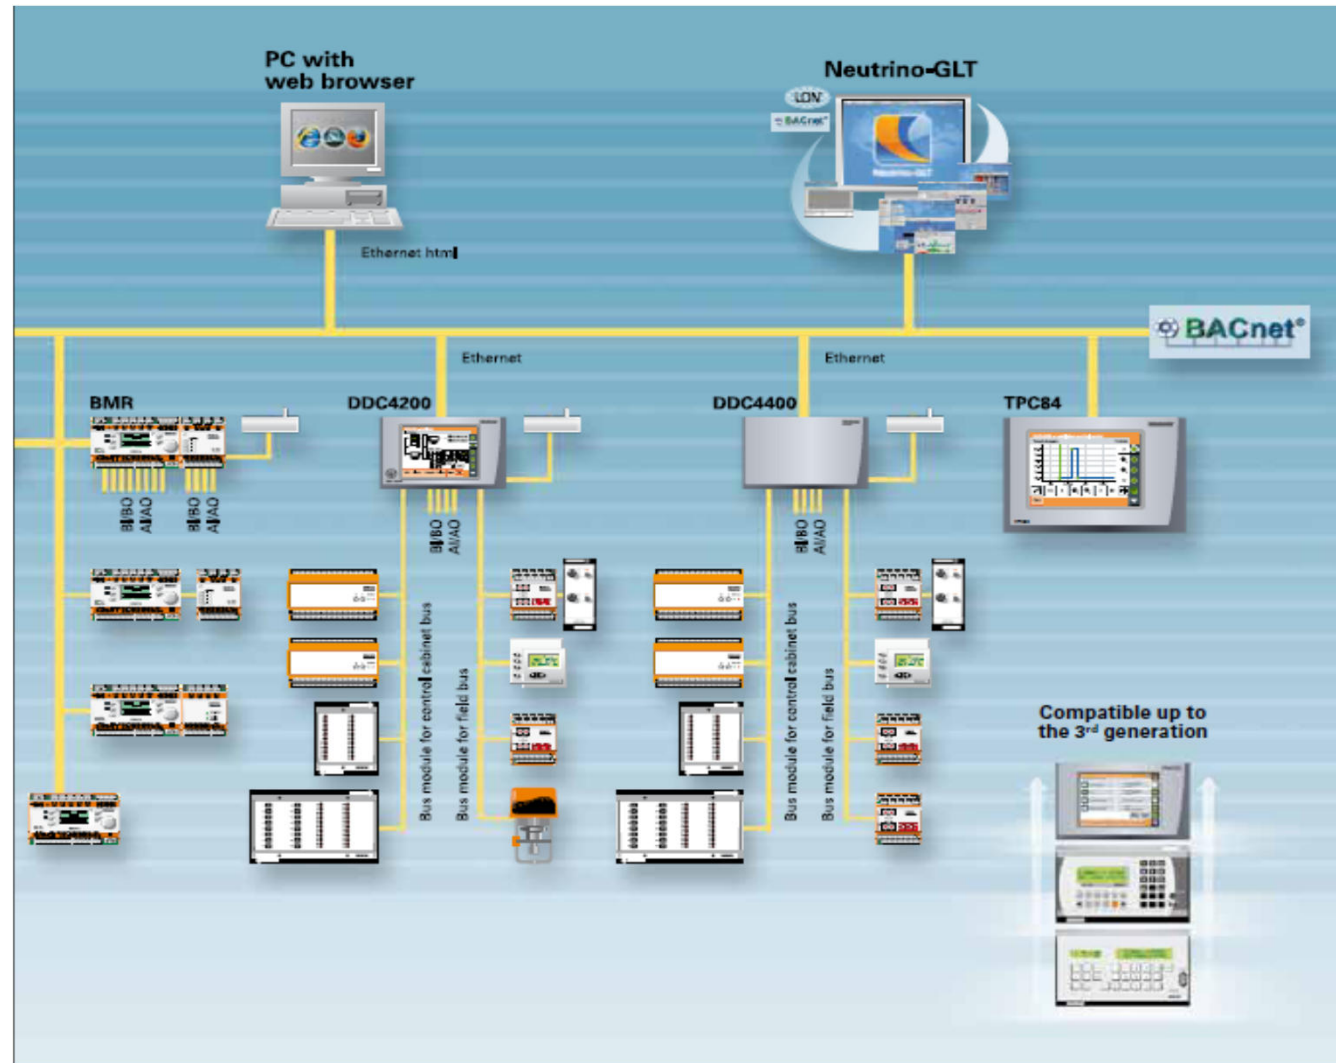 PC with
web browser
Neutrino-GLT
LON
BACnet®
Neutrino-GLT
Ethernet html
BACnet®
Ethernet
Ethernet
BMR
DDC4200
DDC4400
TPC84
BI/BO
AI/AO
BI/BO
AI/AO
BI/BO
AI/AO
BI/BO
AI/AO
Bus module for control cabinet bus
Bus module for field bus
Bus module for control cabinet bus
Bus module for field bus
Compatible up to
the 3rd generation